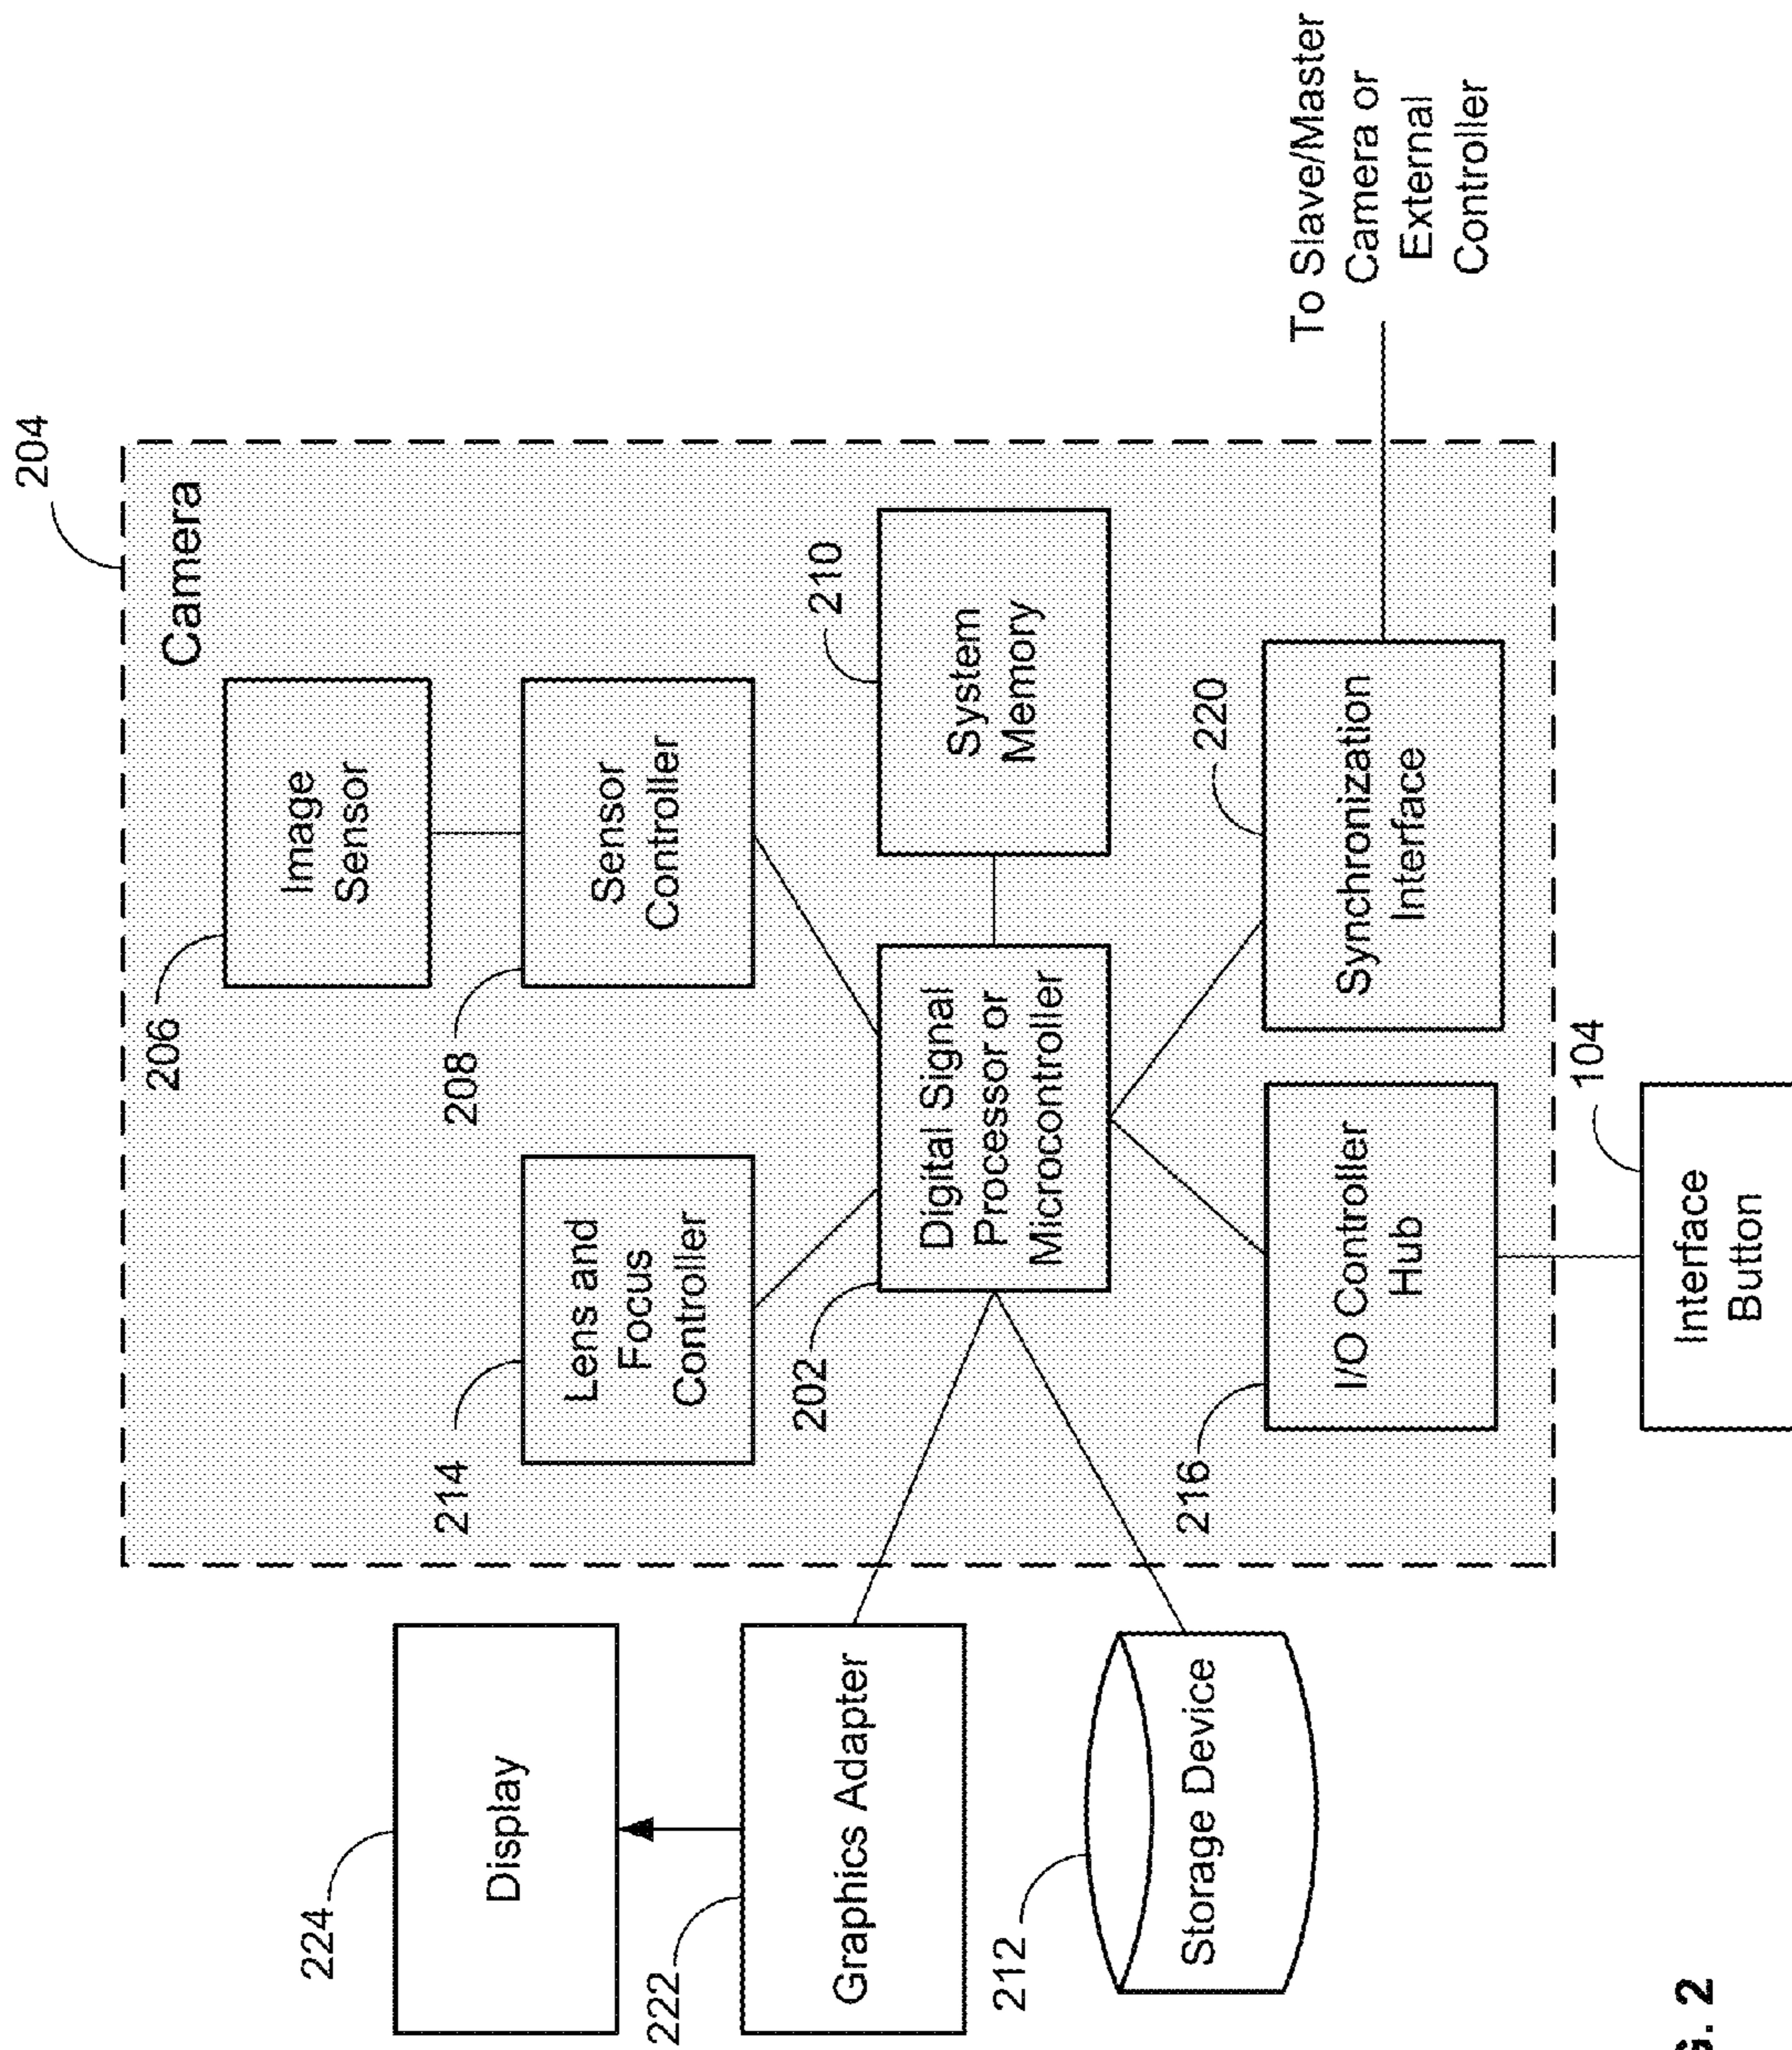 204
Camera
206
Image
Sensor
224
Display
214
Lens and
Focus
Controller
208
Sensor
Controller
222
Graphics Adapter
202
Digital Signal
Processor or
Microcontroller
210
System
Memory
212
Storage Device
216
I/O Controller
Hub
220
Synchronization
Interface
To Slave/Master
Camera or
External
Controller
104
Interface
Button
. 2